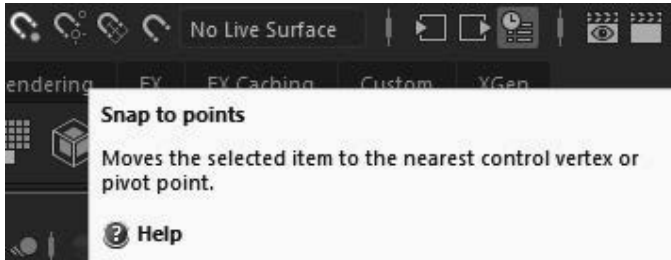 No Live Surface
endering FX FX Caching Custom XGen
Snap to points
Moves the selected item to the nearest control vertex or
pivot point.
Help